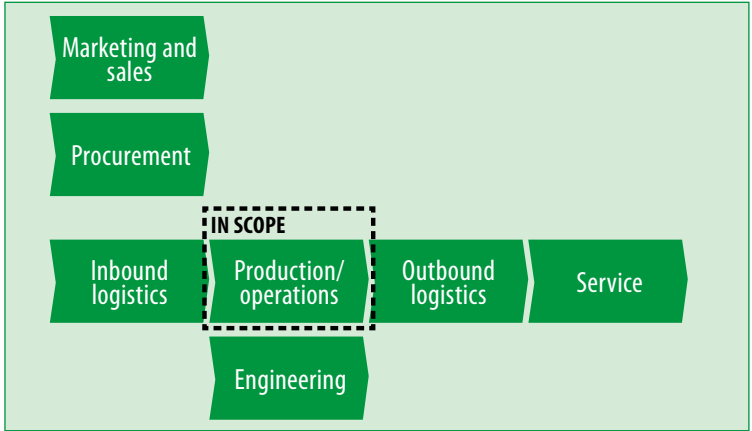 Marketing and
sales
Procurement
IN SCOPE
Inbound
logistics
Production/
operations
Outbound
logistics
Service
Engineering